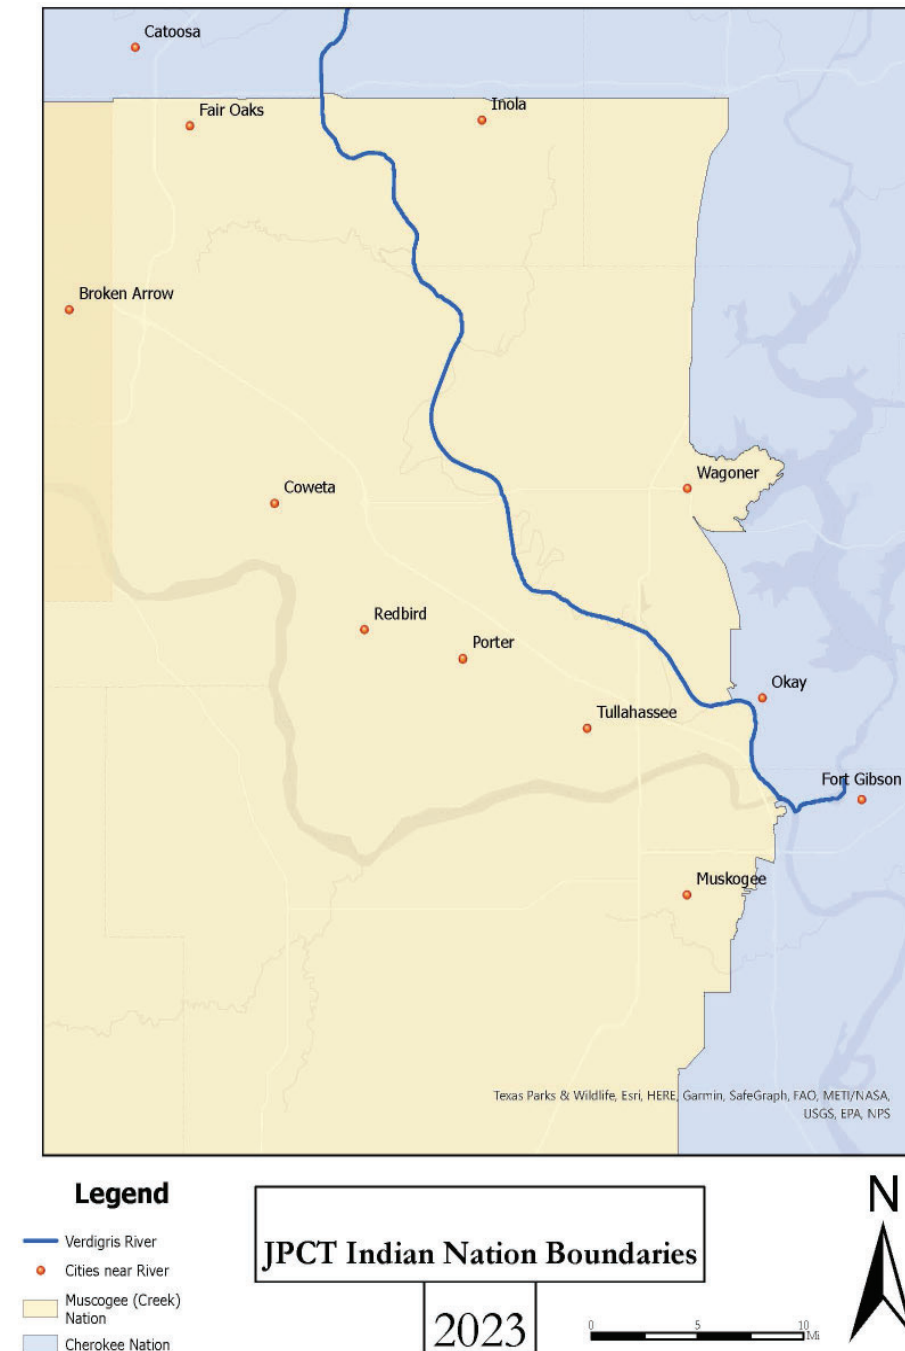 Catoosa
Fair Oaks
Inola
Broken Arrow
Wagoner
Coweta
Redbird
Porter
Okay
Tullahassee
Fort Gibson
Muskogee
Texas Parks & Wildlife, Esri, HERE, Garmin, SafeGraph, FAO, METI/NASA,
USGS, EPA, NPS
Legend
Verdigris River
Cities near River
Muscogee (Creek)
Nation
Cherokee Nation
JPCT Indian Nation Boundaries
2023
0 5 10
Mi
N